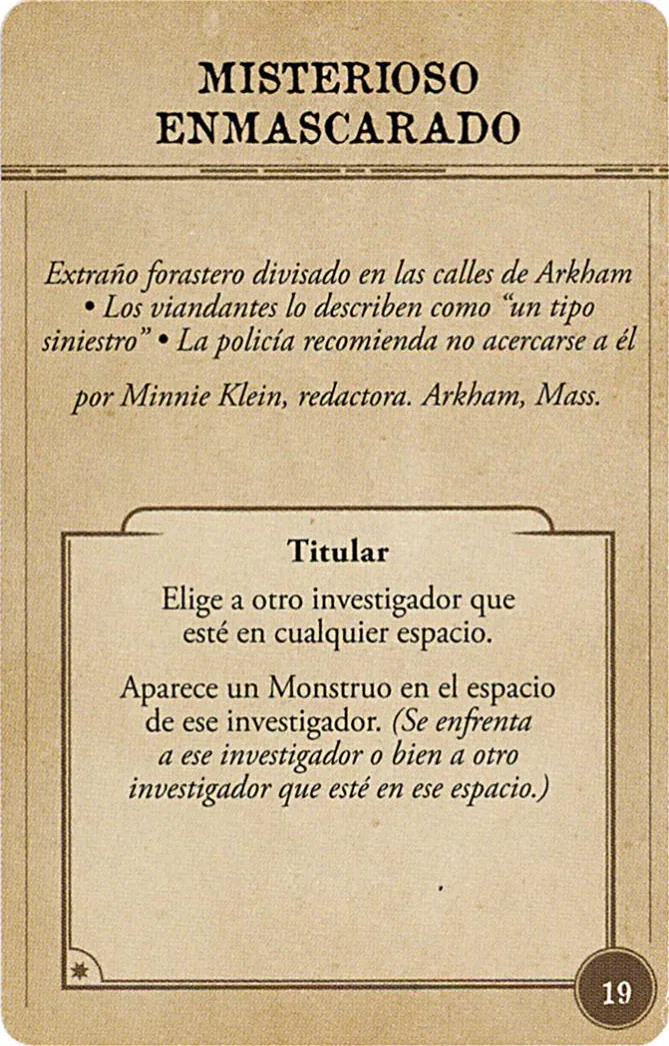 MISTERIOSO
ENMASCARADO
Extraño forastero divisado en las calles de Arkham
• Los viandantes lo describen como “un tipo
siniestro” • La policía recomienda no acercarse a él
por Minnie Klein, redactora. Arkham, Mass.
Titular
Elige a otro investigador que
esté en cualquier espacio.
Aparece un Monstruo en el espacio
de ese investigador. (Se enfrenta
a ese investigador o bien a otro
investigador que esté en ese espacio.)
19